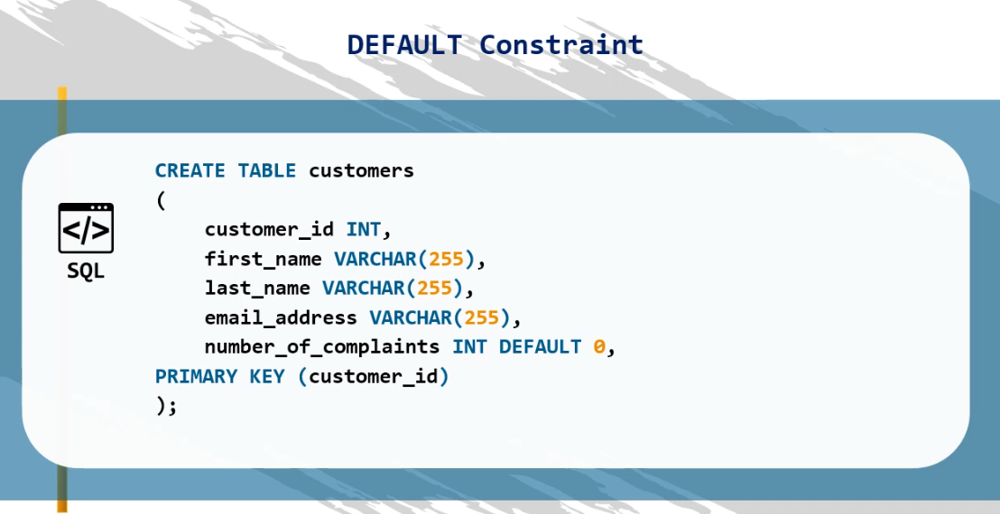 DEFAULT Constraint
CREATE TABLE customers
(
customer_id INT,
first_name VARCHAR(255),
last_name VARCHAR(255),
email_address VARCHAR(255),
number_of_complaints INT DEFAULT 0,
PRIMARY KEY (customer_id)
);
</>
SQL